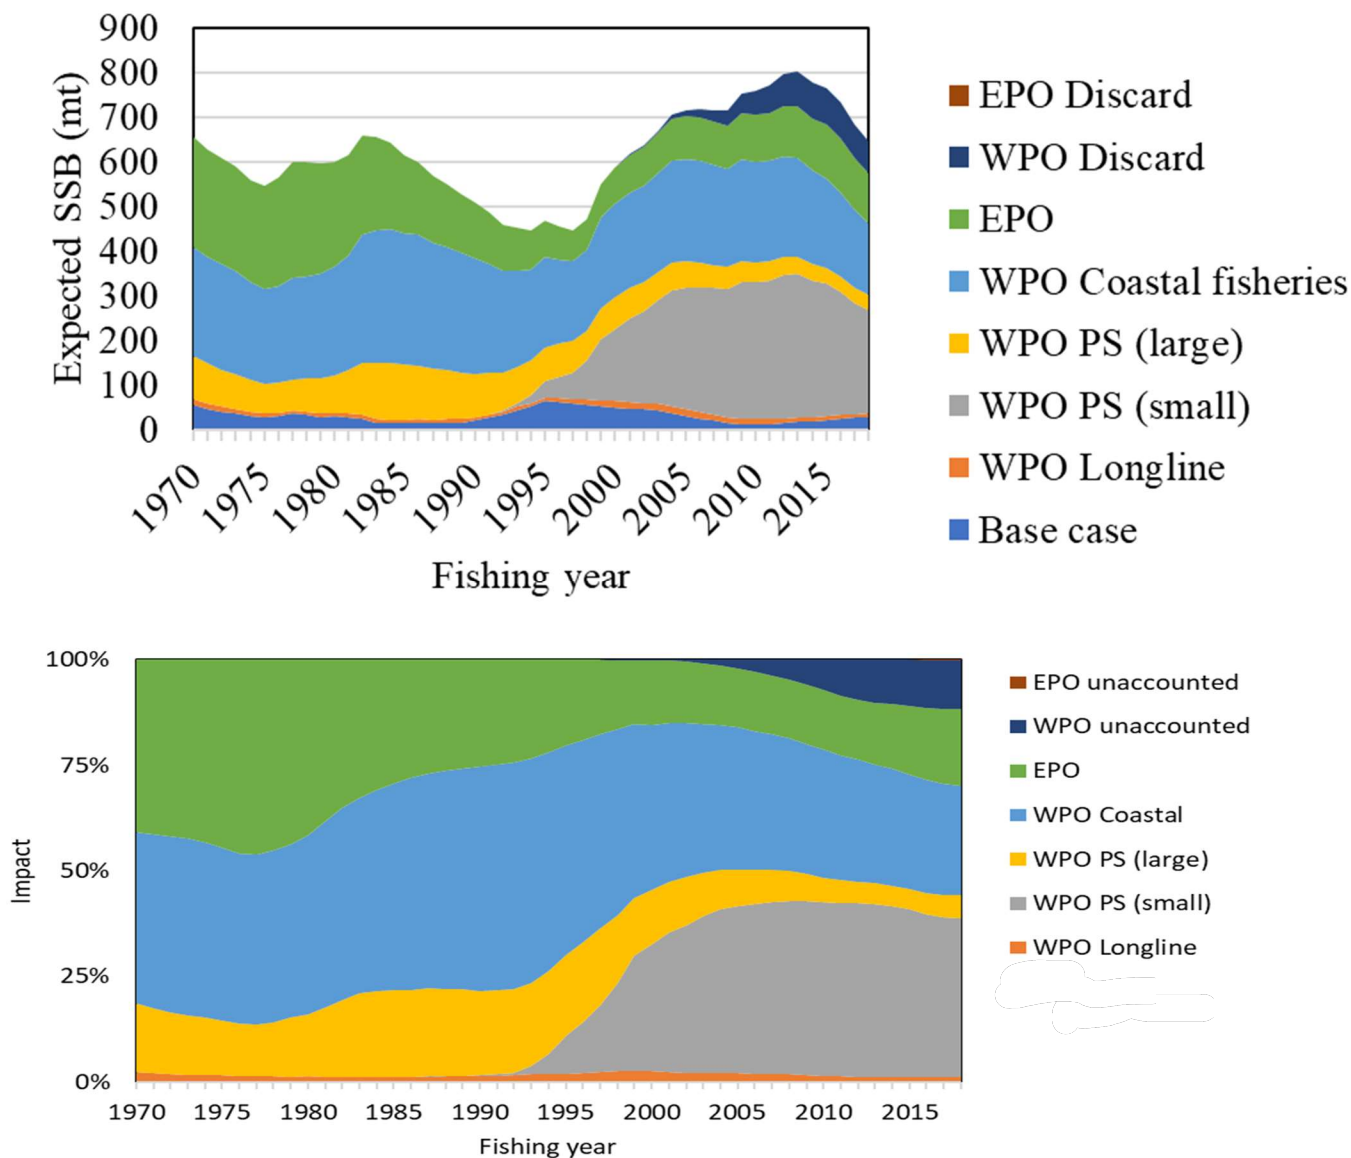 900
800
700
600
500
400
300
200
100
0
Expected SSB (mt)
1970
1975
1980
1985
1990
1995
2000
2005
2010
2015
Fishing year
EPO Discard
WPO Discard
EPO
WPO Coastal fisheries
WPO PS (large)
WPO PS (small)
WPO Longline
Base case
100%
75%
50%
25%
0%
Impact
1970
1975
1980
1985
1990
1995
2000
2005
2010
2015
Fishing year
EPO unaccounted
WPO unaccounted
EPO
WPO Coastal
WPO PS (large)
WPO PS (small)
WPO Longline